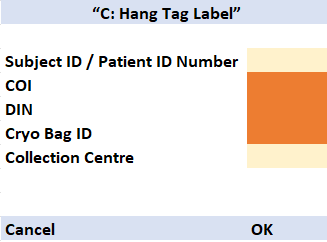 “C: Hang Tag Label”
Subject ID / Patient ID Number
COI
DIN
Cryo Bag ID
Collection Centre
Cancel OK